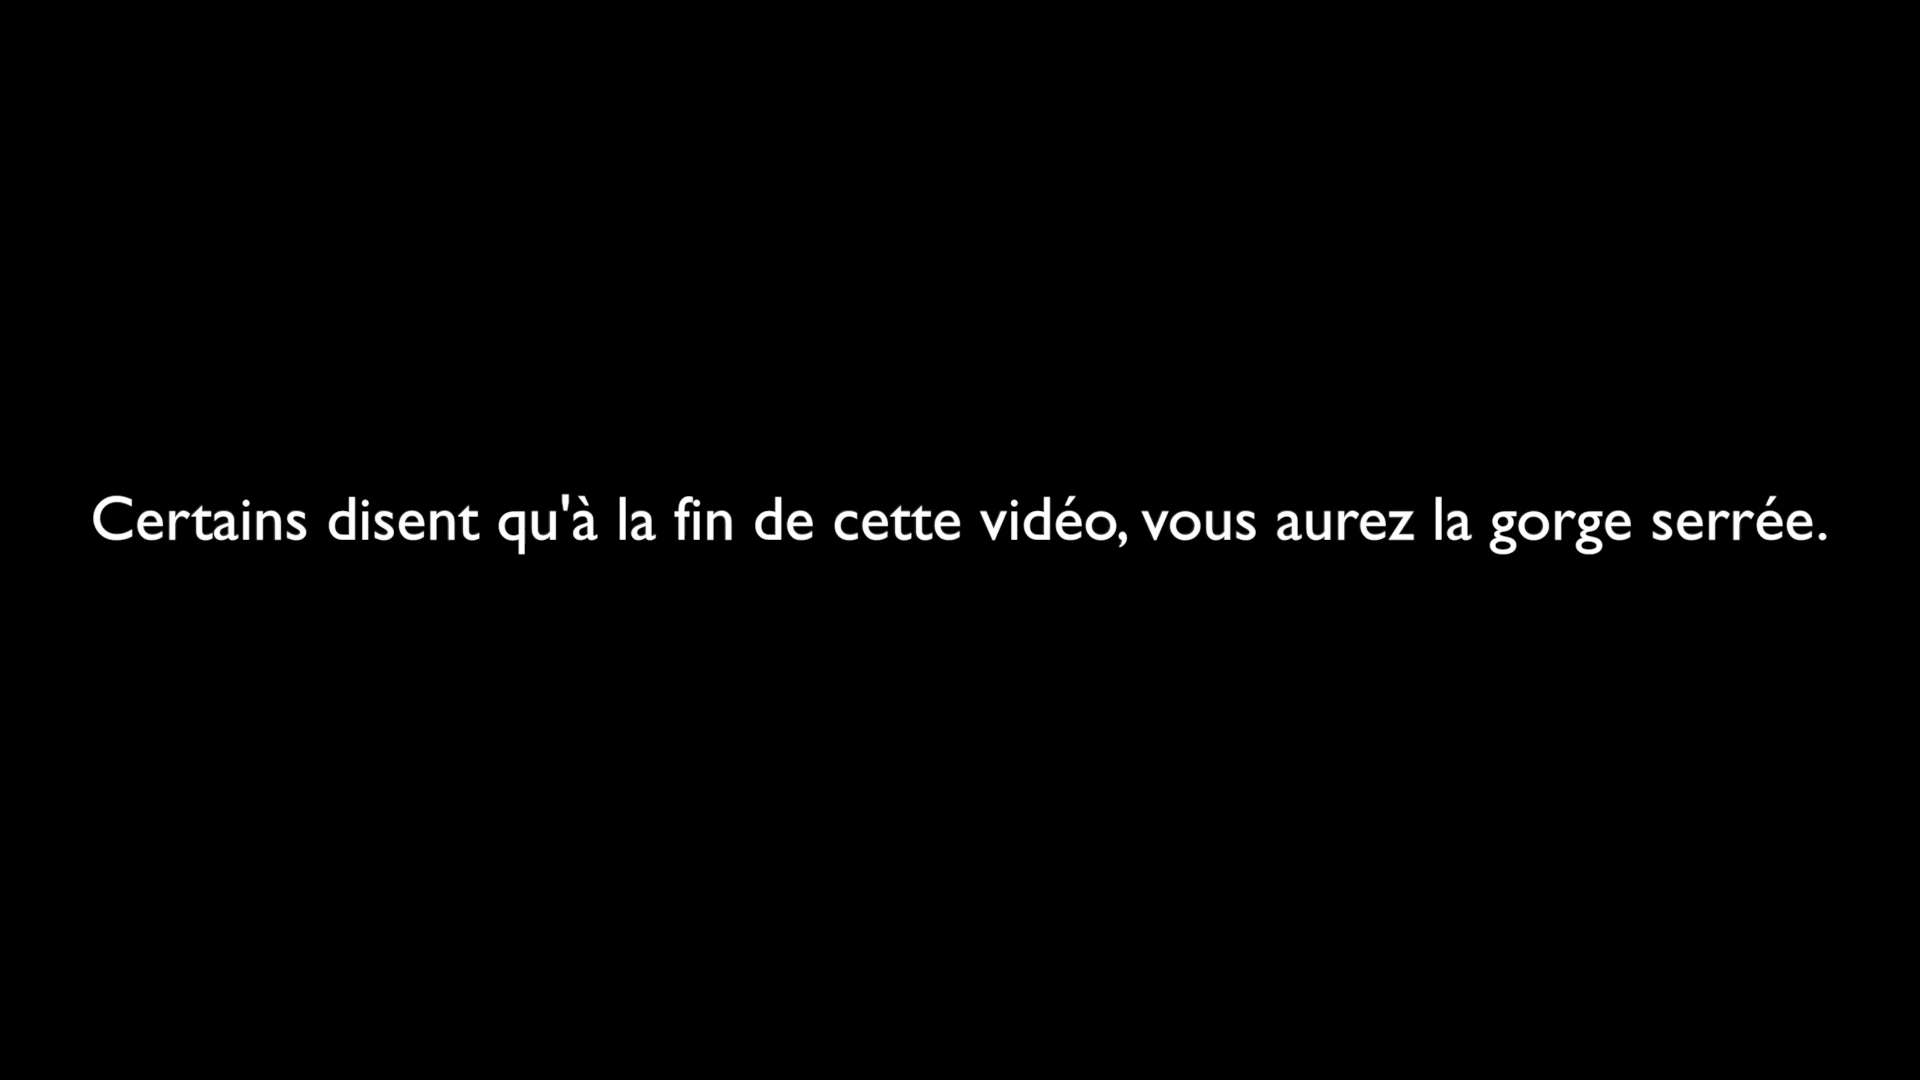 Certains disent qu'à la fin de cette vidéo, vous aurez la gorge serrée.